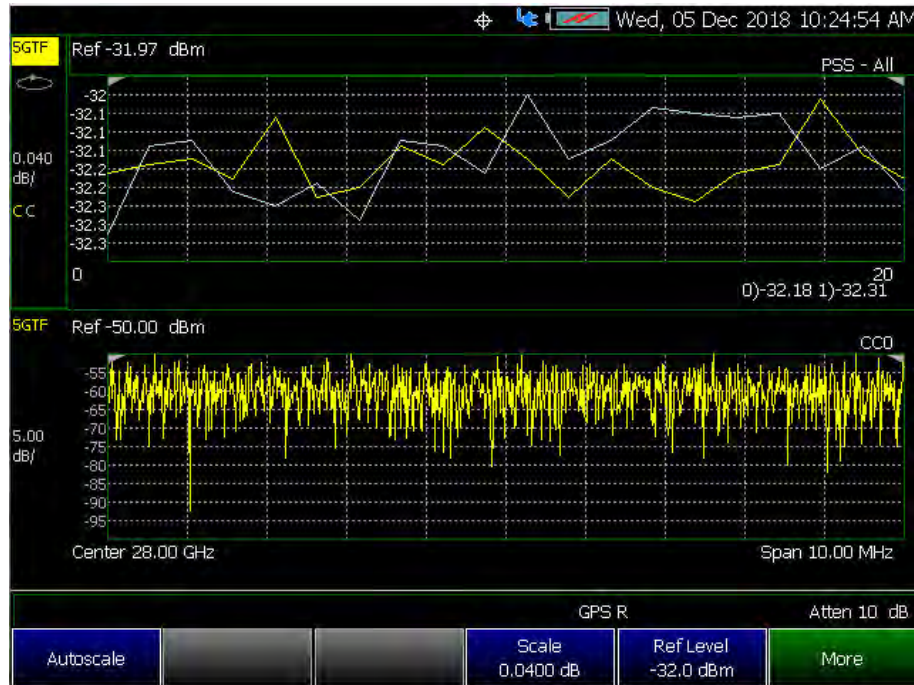 Wed, 05 Dec 2018 10:24:54 AM
5GTF
Ref -31.97 dBm
PSS - All
-32
-32.1
-32.1
-32.1
-32.2
-32.2
-32.3
-32.3
-32.3
0.040
dB/
C C
0
20
0)-32.18 1)-32.31
5GTF
Ref -50.00 dBm
CC0
-55
-60
-65
-70
-75
-80
-85
-90
-95
5.00
dB/
Center 28.00 GHz
Span 10.00 MHz
GPS R
Atten 10 dB
Autoscale
Scale
0.0400 dB
Ref Level
-32.0 dBm
More